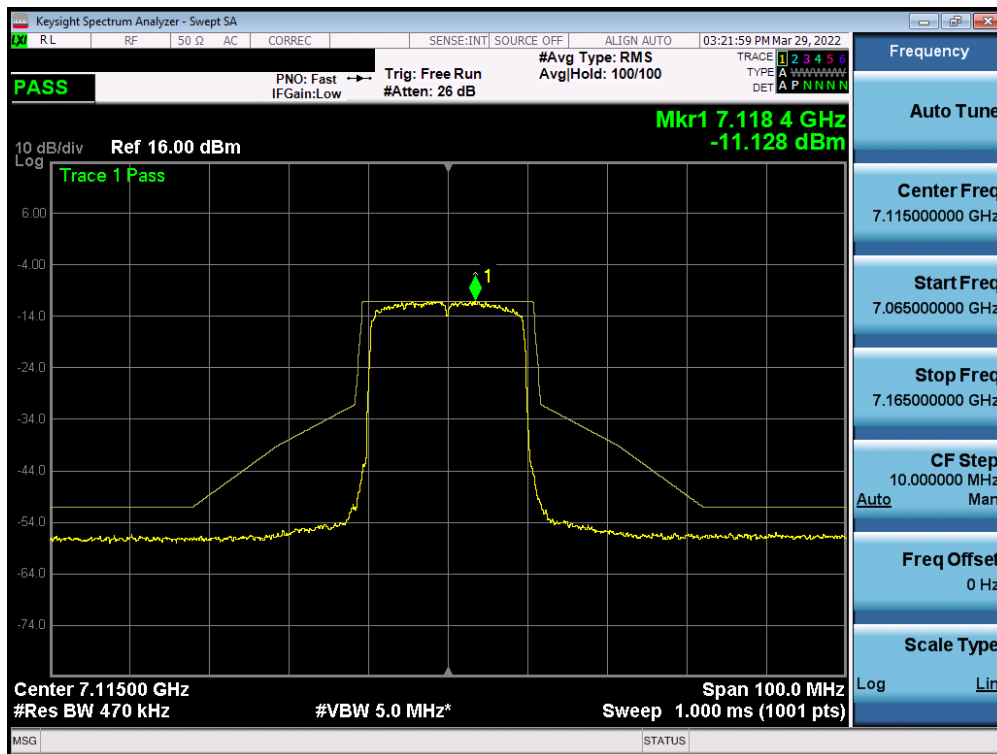 Keysight Spectrum Analyzer - Swept SA
LXI RL RF 50 Ω AC CORREC SENSE:INT SOURCE OFF ALIGN AUTO 03:21:59 PM Mar 29, 2022
PASS
PNO: Fast
IFGain:Low
Trig: Free Run
#Atten: 26 dB
#Avg Type: RMS
Avg|Hold: 100/100
TRACE 1 2 3 4 5 6
TYPE A WWWWW
DET A P N N N N
Mkr1 7.118 4 GHz
-11.128 dBm
10 dB/div Ref 16.00 dBm
Log
Trace 1 Pass
6.00
-4.00
1
-14.0
-24.0
-34.0
-44.0
-54.0
-64.0
-74.0
Center 7.11500 GHz Span 100.0 MHz
#Res BW 470 kHz #VBW 5.0 MHz* Sweep 1.000 ms (1001 pts)
MSG STATUS
Frequency
Auto Tune
Center Freq
7.115000000 GHz
Start Freq
7.065000000 GHz
Stop Freq
7.165000000 GHz
CF Step
10.000000 MHz
Auto Man
Freq Offset
0 Hz
Scale Type
Log Lin